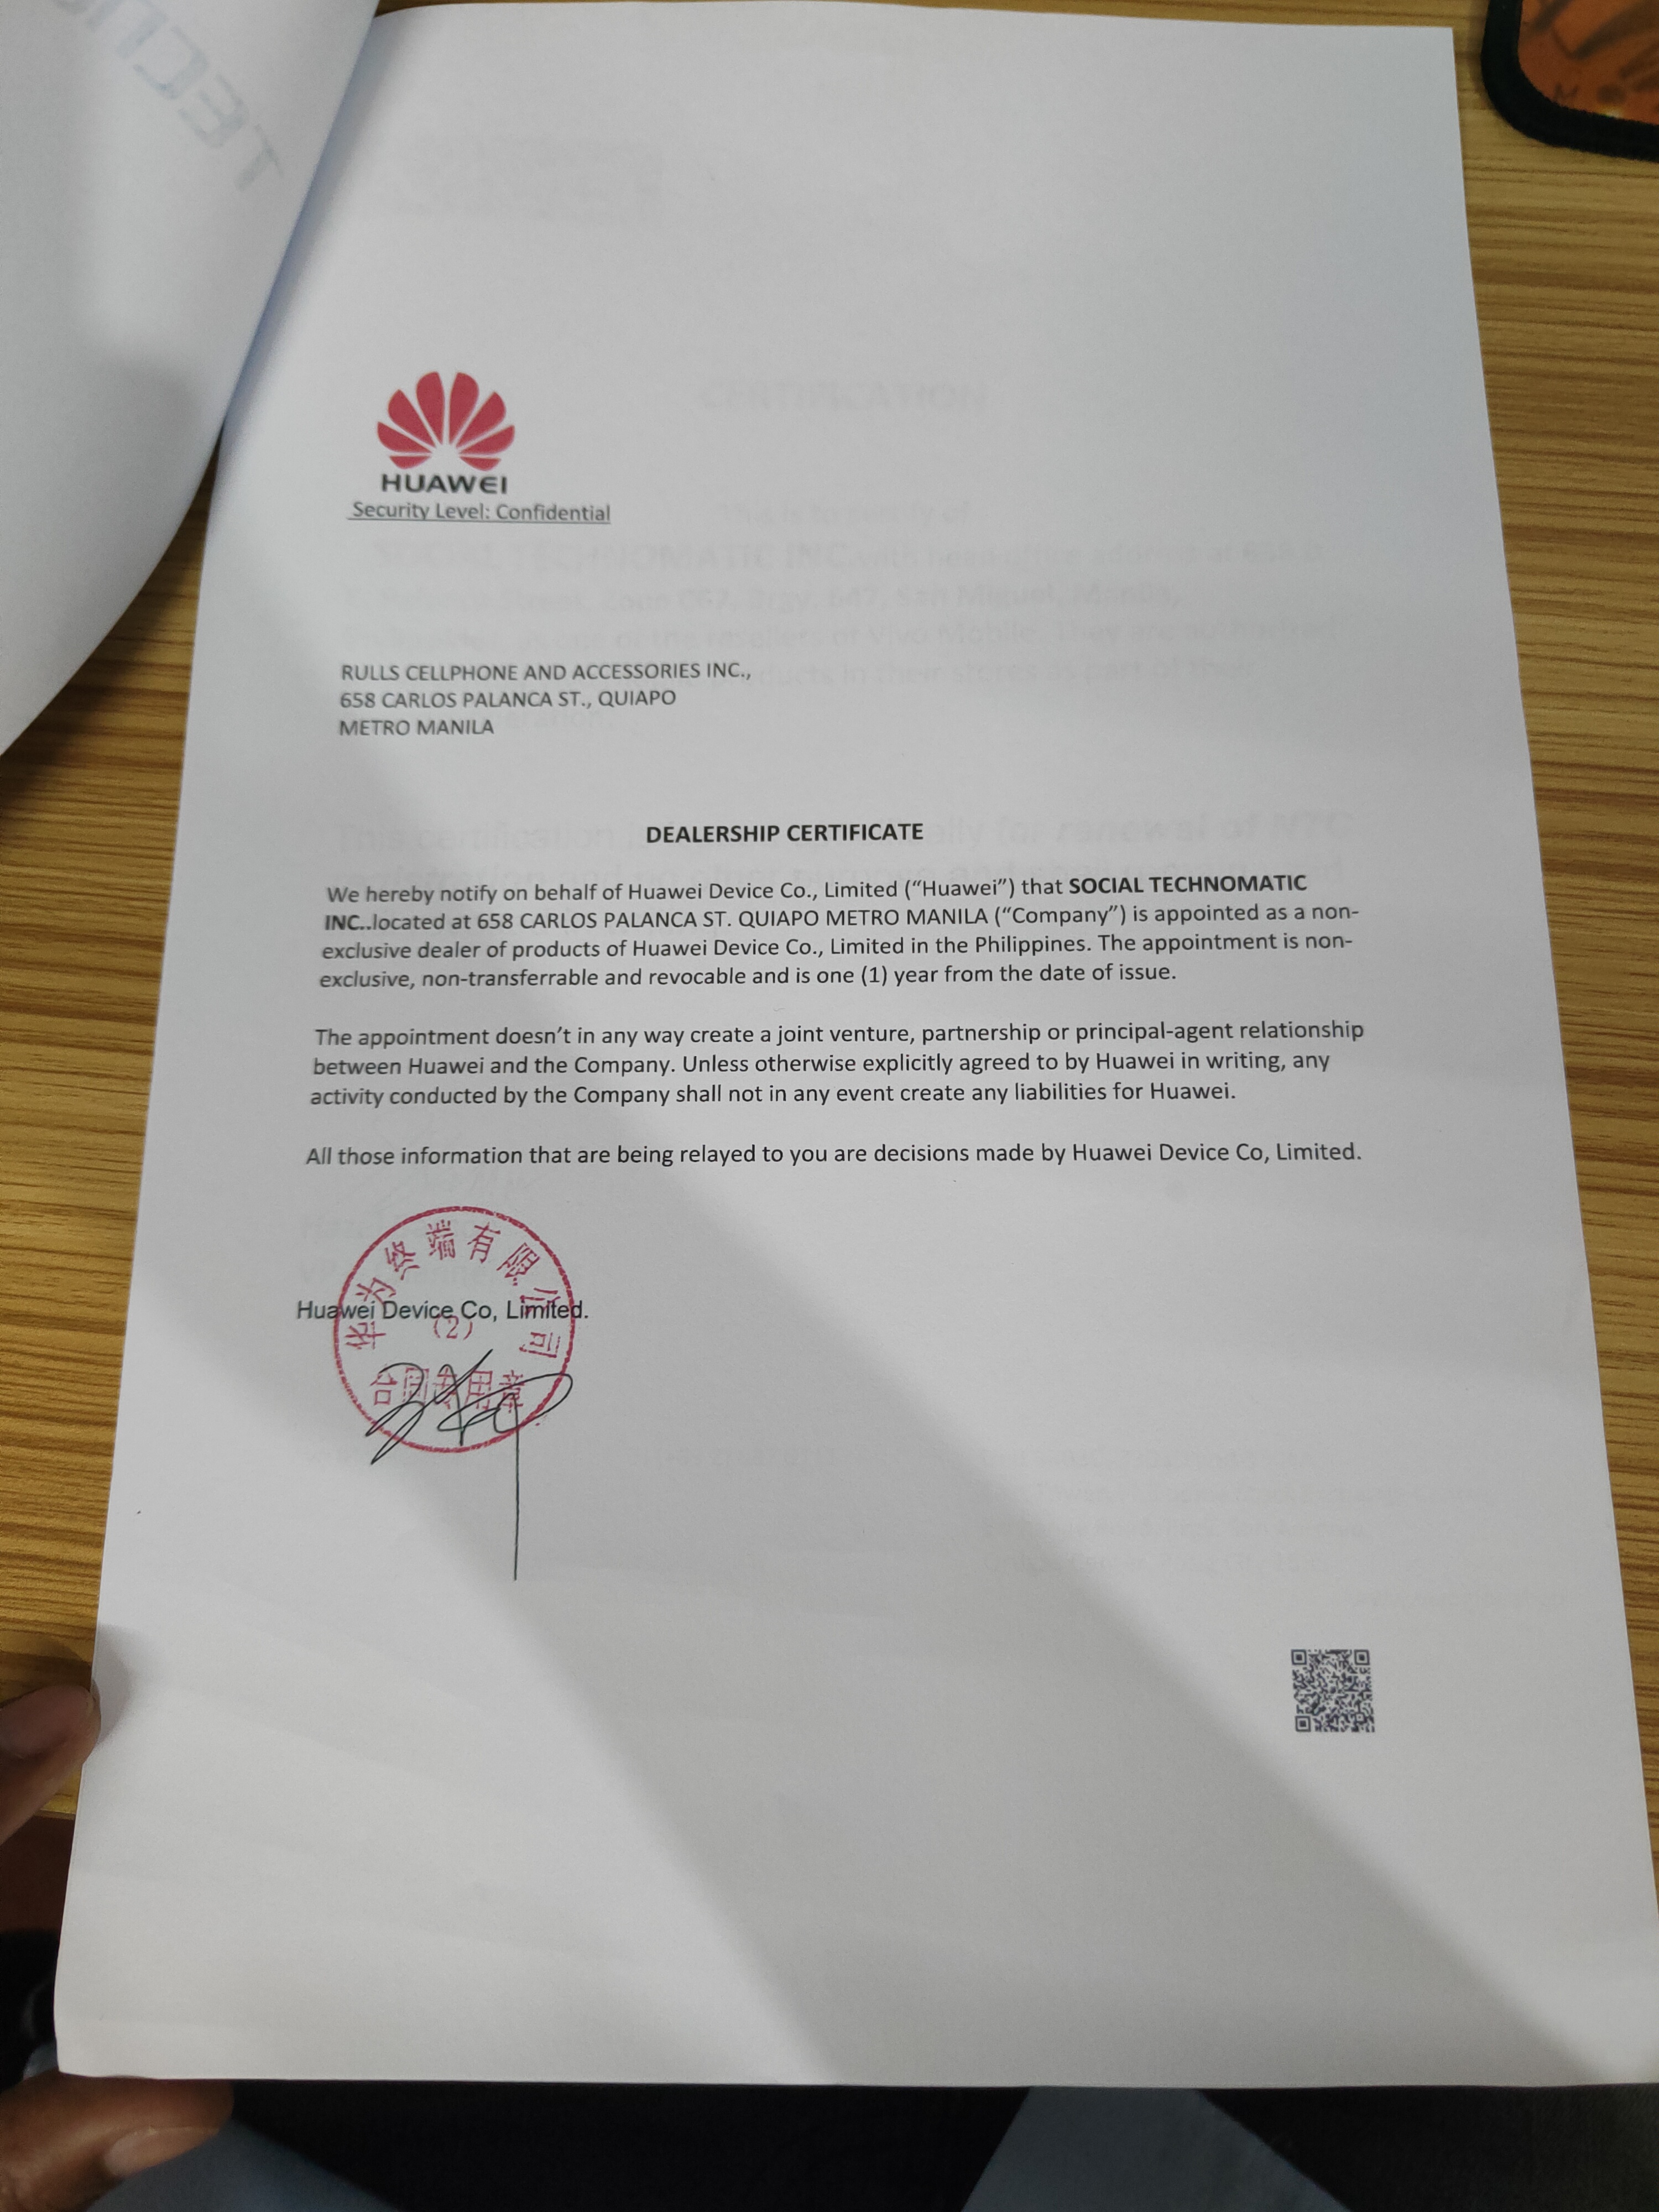 TECNO
HUAWEI
Security Level: Confidential
CERTIFICATION
RULLS CELLPHONE AND ACCESSORIES INC.,
658 CARLOS PALANCA ST., QUIAPO
METRO MANILA
DEALERSHIP CERTIFICATE
We hereby notify on behalf of Huawei Device Co., Limited (“Huawei”) that SOCIAL TECHNOMATIC
INC..located at 658 CARLOS PALANCA ST. QUIAPO METRO MANILA (“Company”) is appointed as a non-
exclusive dealer of products of Huawei Device Co., Limited in the Philippines. The appointment is non-
exclusive, non-transferrable and revocable and is one (1) year from the date of issue.
The appointment doesn’t in any way create a joint venture, partnership or principal-agent relationship
between Huawei and the Company. Unless otherwise explicitly agreed to by Huawei in writing, any
activity conducted by the Company shall not in any event create any liabilities for Huawei.
All those information that are being relayed to you are decisions made by Huawei Device Co, Limited.
华为终端有限公司
Huawei Device Co, Limited.
(2)
合同专用章